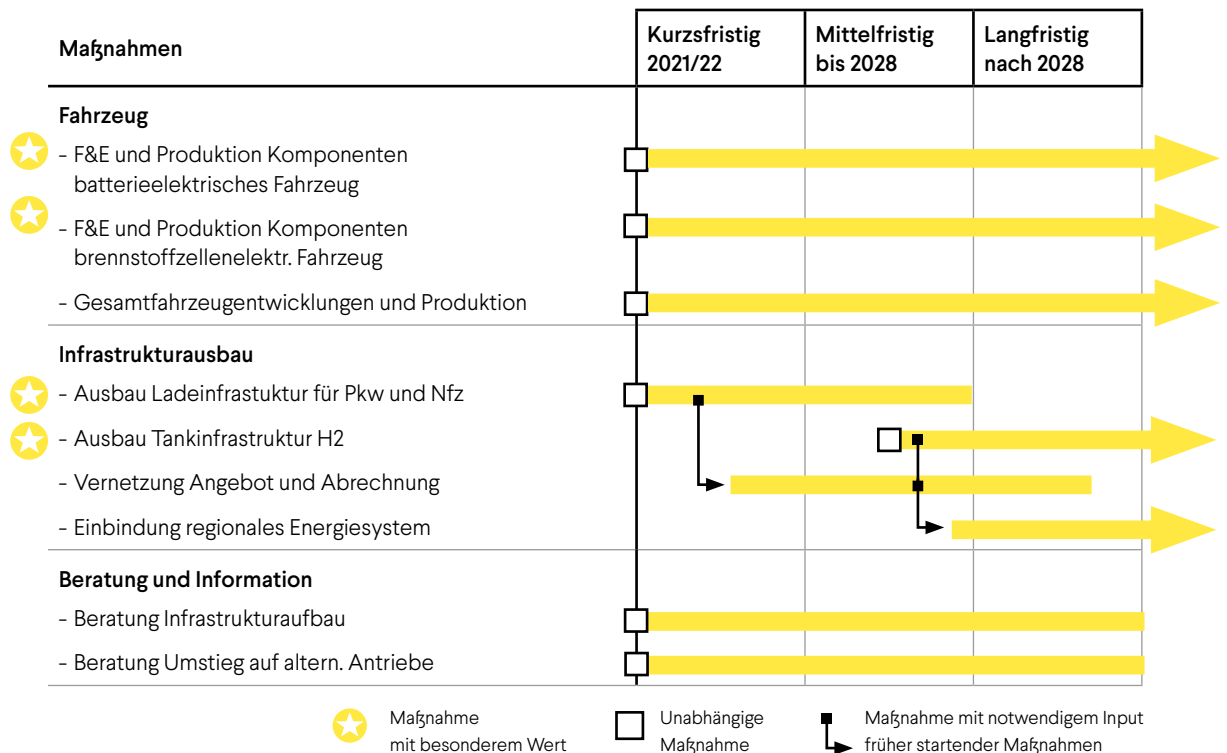 Maßnahmen
Kurzsfristig
2021/22
Mittelfristig
bis 2028
Langfristig
nach 2028
Fahrzeug
- F&E und Produktion Komponenten
batterieelektrisches Fahrzeug
- F&E und Produktion Komponenten
brennstoffzellenelektr. Fahrzeug
- Gesamtfahrzeugentwicklungen und Produktion
Infrastrukturausbau
- Ausbau Ladeinfrastuktur für Pkw und Nfz
- Ausbau Tankinfrastruktur H2
- Vernetzung Angebot und Abrechnung
- Einbindung regionales Energiesystem
Beratung und Information
- Beratung Infrastrukturaufbau
- Beratung Umstieg auf altern. Antriebe
Maßnahme
mit besonderem Wert
Unabhängige
Maßnahme
Maßnahme mit notwendigem Input
früher startender Maßnahmen